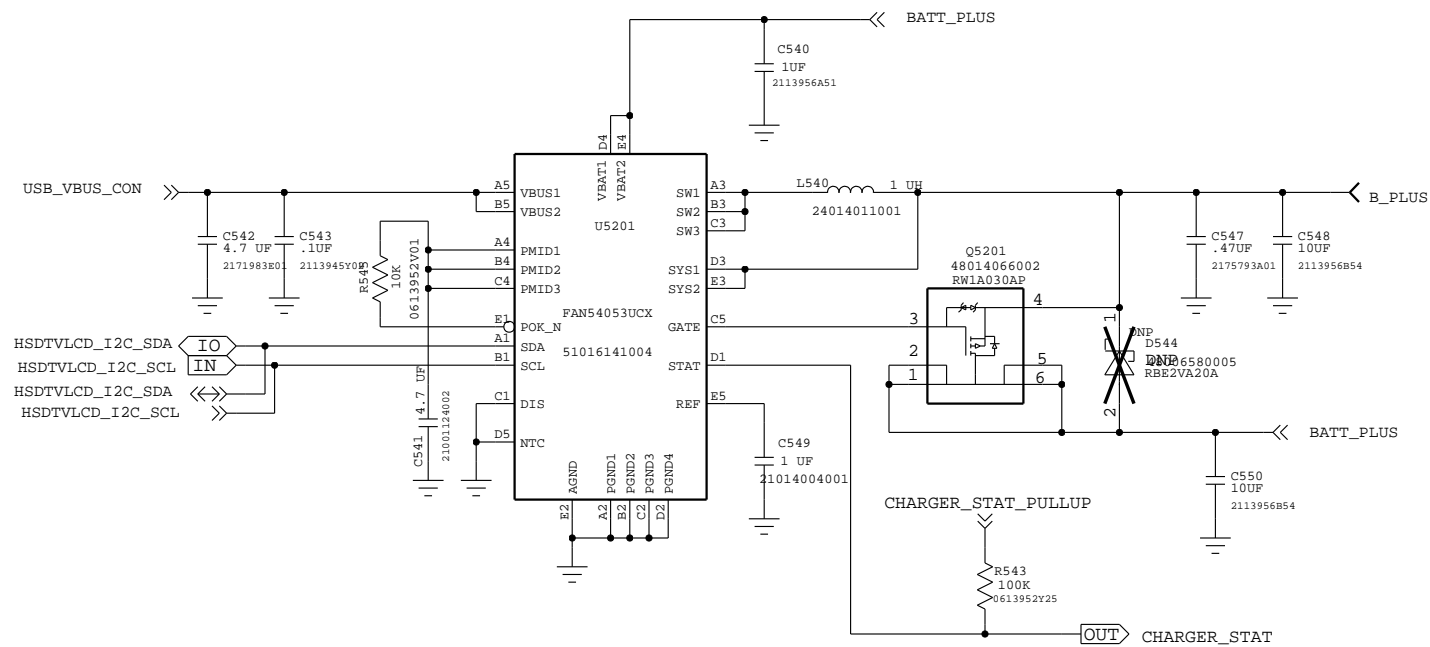 BATT_PLUS
C540
1UF
2113956A51
D4
E4
USB_VBUS_CON
A5
VBUS1
VBAT1
VBAT2
SW1
A3
L540
1 UH
B_PLUS
B5
VBUS2
SW2
B3
24014011001
U5201
SW3
C3
C542
4.7 UF
2171983E01
C543
.1UF
R545
10K
0613952V01
A4
PMID1
B4
PMID2
SYS1
D3
C4
PMID3
SYS2
E3
Q5201
48014066002
RW1A030AP
C547
.47UF
2175793A01
C548
10UF
2113956B54
FAN54053UCX
E1
POK_N
GATE
C5
3
4
HSDTVLCD_I2C_SDA
IO
A1
SDA
51016141004
HSDTVLCD_I2C_SCL
IN
B1
SCL
STAT
D1
2
5
1
6
1
DNP
D544
RBE2VA20A
2
HSDTVLCD_I2C_SDA
HSDTVLCD_I2C_SCL
C541
4.7 UF
21001124002
C1
DIS
REF
E5
D5
NTC
C549
1 UF
21014004001
BATT_PLUS
C550
10UF
2113956B54
AGND
PGND1
PGND2
PGND3
PGND4
E2
A2
B2
C2
D2
CHARGER_STAT_PULLUP
R543
100K
0613952Y25
OUT
CHARGER_STAT